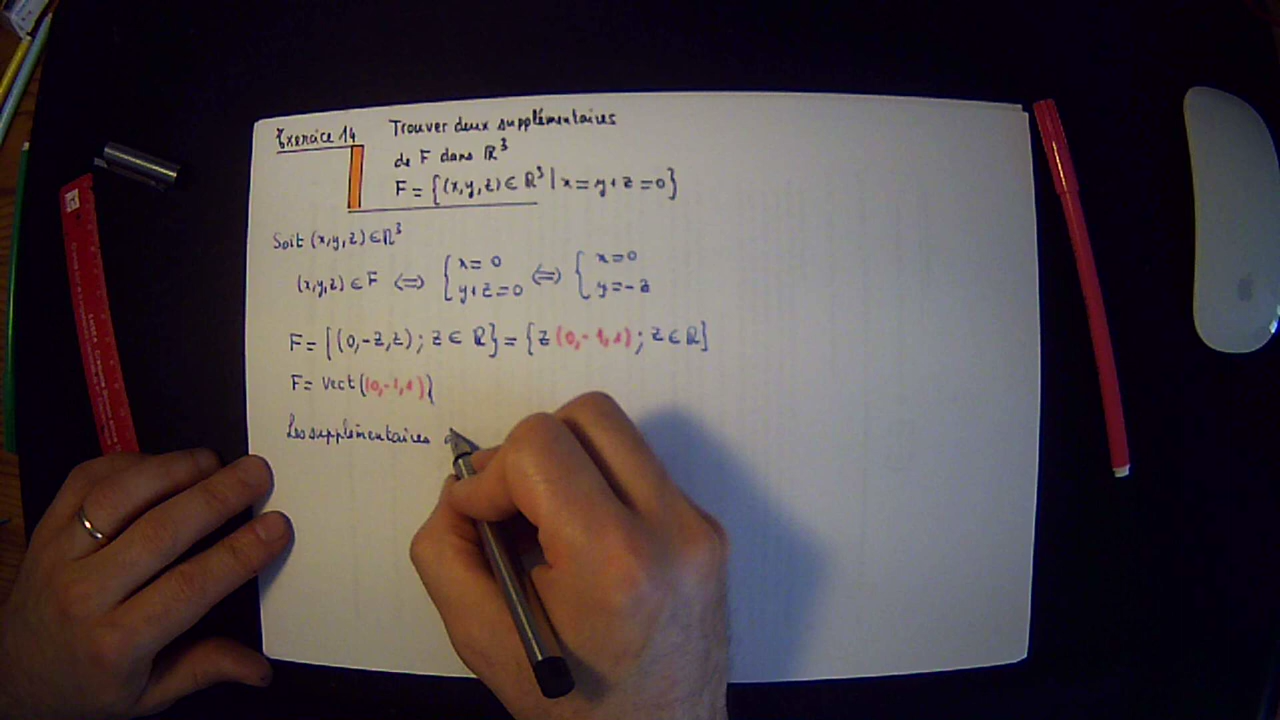 Exercice 14 Trouver deux supplémentaires
de F dans ℝ³
F = {(x,y,z) ∈ ℝ³ | x = y+z = 0}
Soit (x,y,z) ∈ ℝ³
(x,y,z) ∈ F ⇔ { x = 0 ⇔ { x = 0
y+z = 0 y = -z
F = {(0,-z,z) ; z ∈ ℝ} = {z (0,-1,1) ; z ∈ ℝ}
F = Vect((0,-1,1))
Les supplémentaires